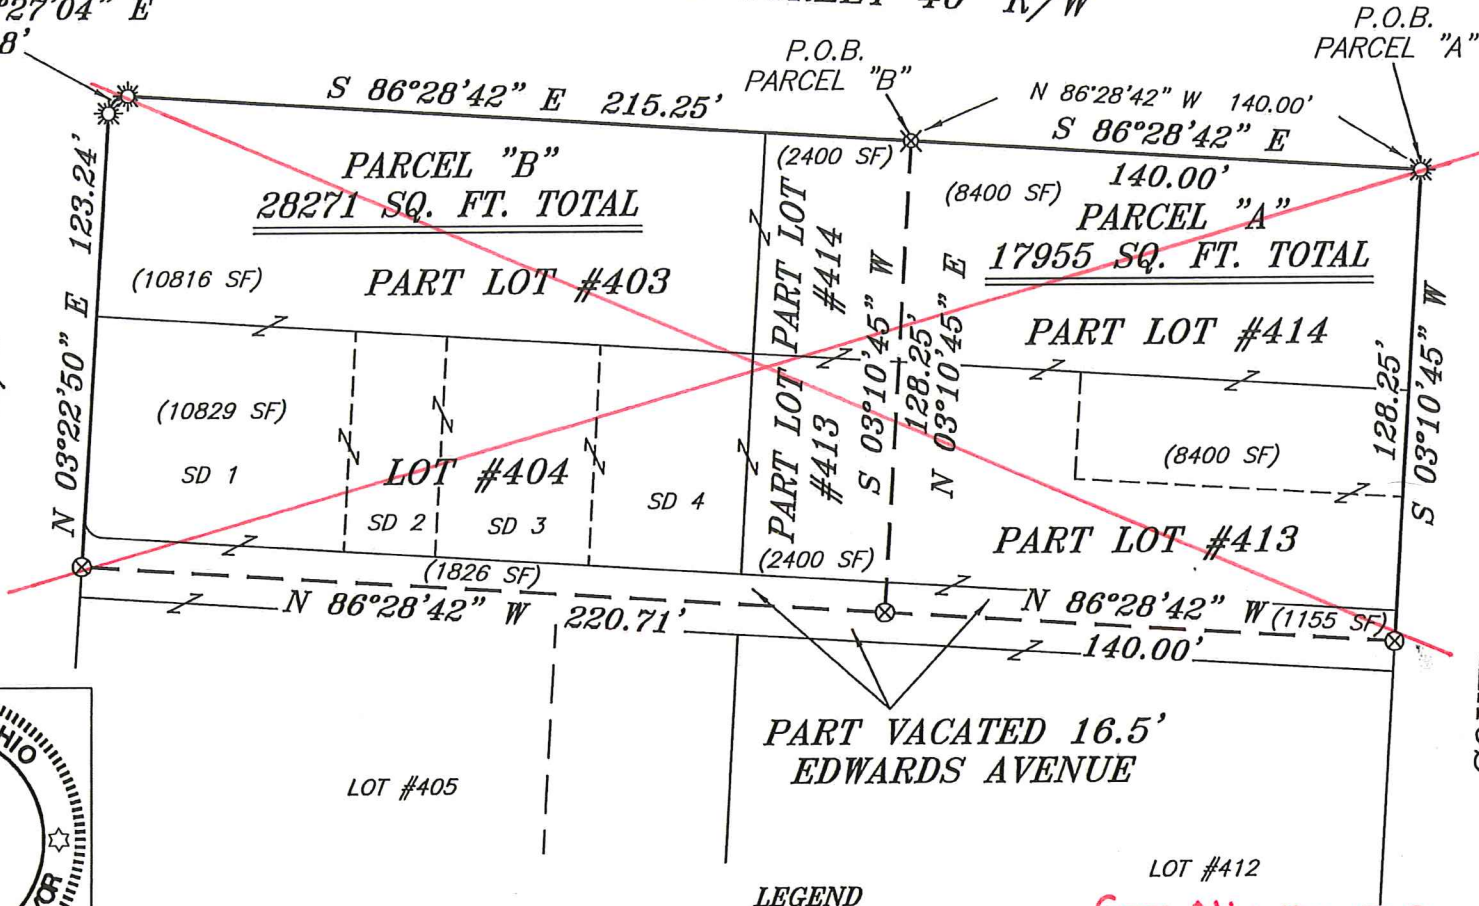 27'04" E
8'
40' R/W
P.O.B.
PARCEL "A"
P.O.B.
PARCEL "B"
S 86°28'42" E 215.25'
N 86°28'42" W 140.00'
S 86°28'42" E
140.00'
(2400 SF)
(8400 SF)
PARCEL "B"
28271 SQ. FT. TOTAL
PARCEL "A"
17955 SQ. FT. TOTAL
N 03°22'50" E 123.24'
(10816 SF)
PART LOT #403
PART LOT
#414
PART LOT
#413
S 03°10'45" W
128.25'
N 03°10'45" E
PART LOT #414
128.25'
S 03°10'45" W
(10829 SF)
SD 1
LOT #404
SD 2
SD 3
SD 4
(8400 SF)
PART LOT #413
(2400 SF)
(1826 SF)
N 86°28'42" W 220.71'
N 86°28'42" W
(1155 SF)
140.00'
PART VACATED 16.5'
EDWARDS AVENUE
LOT #405
LOT #412
HIO
OR
LEGEND